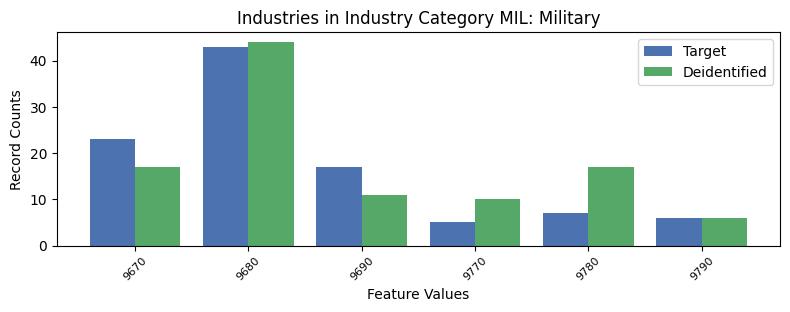 Industries in Industry Category MIL: Military
Target
Deidentified
Record Counts
40
30
20
10
0
9670 9680 9690 9770 9780 9790
Feature Values